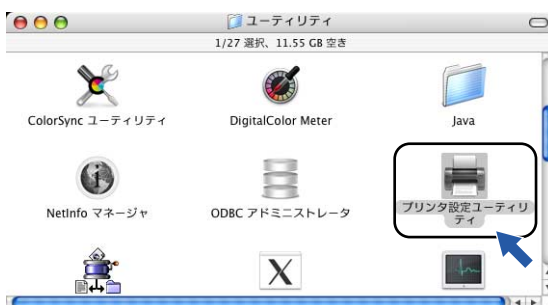 ユーティリティ
1/27 選択、11.55 GB 空き
ColorSync ユーティリティ
DigitalColor Meter
Java
NetInfo マネージャ
ODBC アドミニストレータ
プリンタ設定ユーティリ
ティ
X